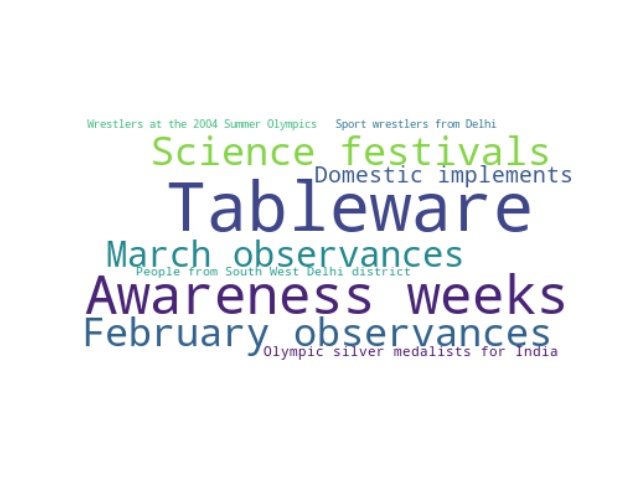 Wrestlers at the 2004 Summer Olympics
Sport wrestlers from Delhi
Science festivals
Domestic implements
Tableware
March observances
People from South West Delhi district
Awareness weeks
February observances
Olympic silver medalists for India